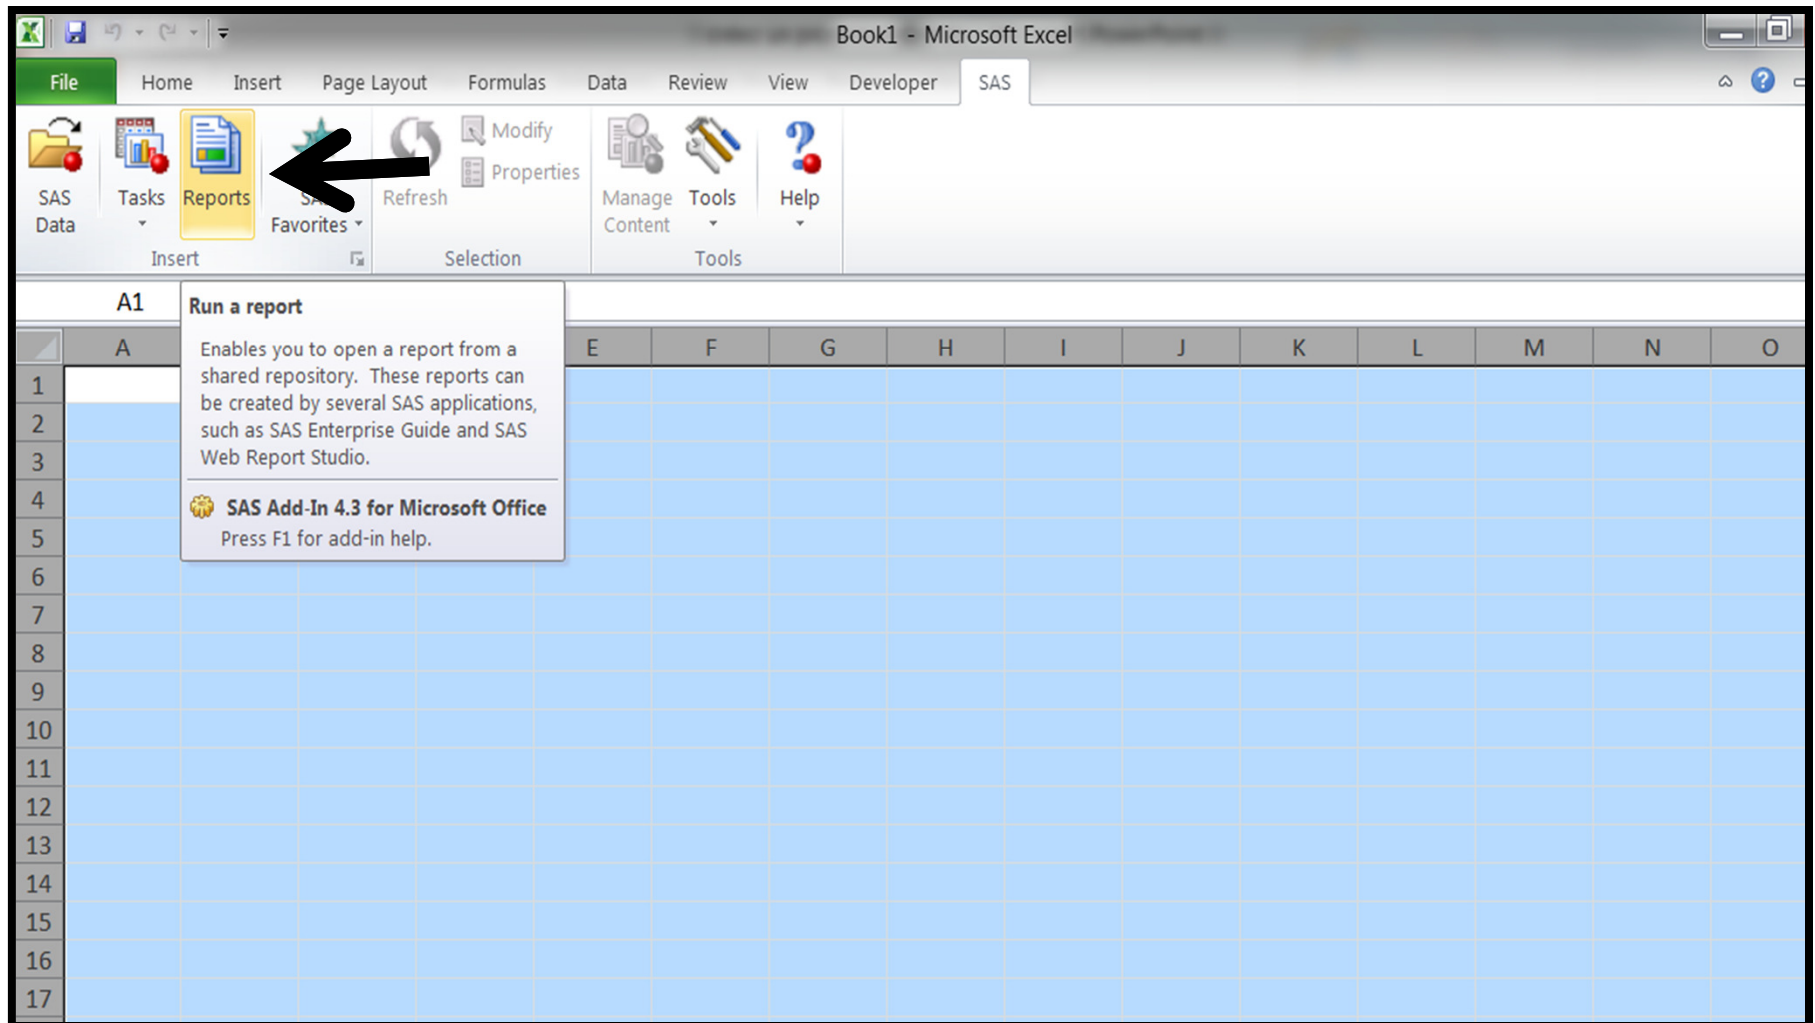 Book1 - Microsoft Excel
File Home Insert Page Layout Formulas Data Review View Developer SAS
Modify
Properties
SAS Data
Tasks
Reports
Favorites
Refresh
Manage Content
Tools
Help
Insert Selection Tools
A1
Run a report
Enables you to open a report from a
shared repository. These reports can
be created by several SAS applications,
such as SAS Enterprise Guide and SAS
Web Report Studio.
SAS Add-In 4.3 for Microsoft Office
Press F1 for add-in help.
A E F G H I J K L M N O
1
2
3
4
5
6
7
8
9
10
11
12
13
14
15
16
17